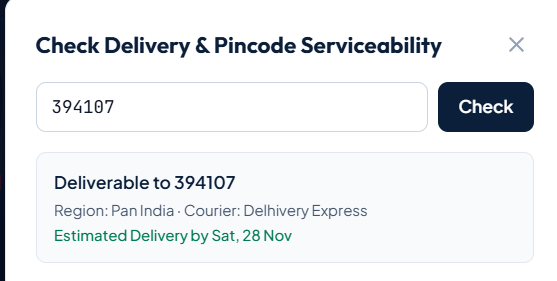 Check Delivery & Pincode Serviceability
394107
Check
Deliverable to 394107
Region: Pan India · Courier: Delhivery Express
Estimated Delivery by Sat, 28 Nov